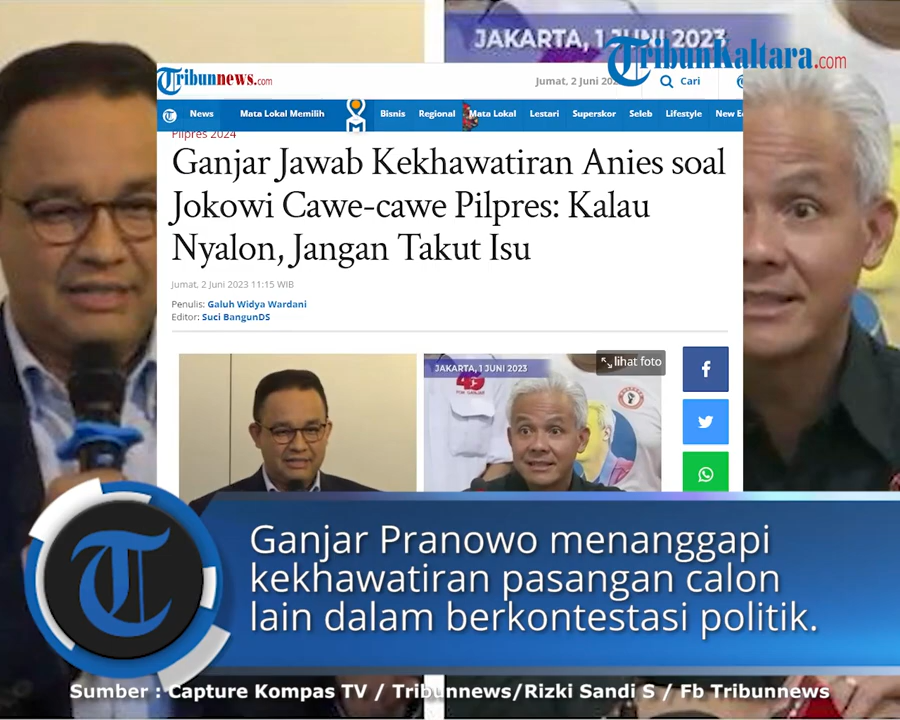 JAKARTA, 1 JUNI 2023
TribunKaltara.com
Tribunnews.com
Jumat, 2 Juni
Cari
News Mata Lokal Memilih Bisnis Regional Mata Lokal Lestari Superskor Seleb Lifestyle New
Pilpres 2024
Ganjar Jawab Kekhawatiran Anies soal
Jokowi Cawe-cawe Pilpres: Kalau
Nyalon, Jangan Takut Isu
Jumat, 2 Juni 2023 11:15 WIB
Penulis: Galuh Widya Wardani
Editor: Suci BangunDS
JAKARTA, 1 JUNI 2023
lihat foto
Ganjar Pranowo menanggapi
kekhawatiran pasangan calon
lain dalam berkontestasi politik.
Sumber : Capture Kompas TV / Tribunnews/Rizki Sandi S / Fb Tribunnews